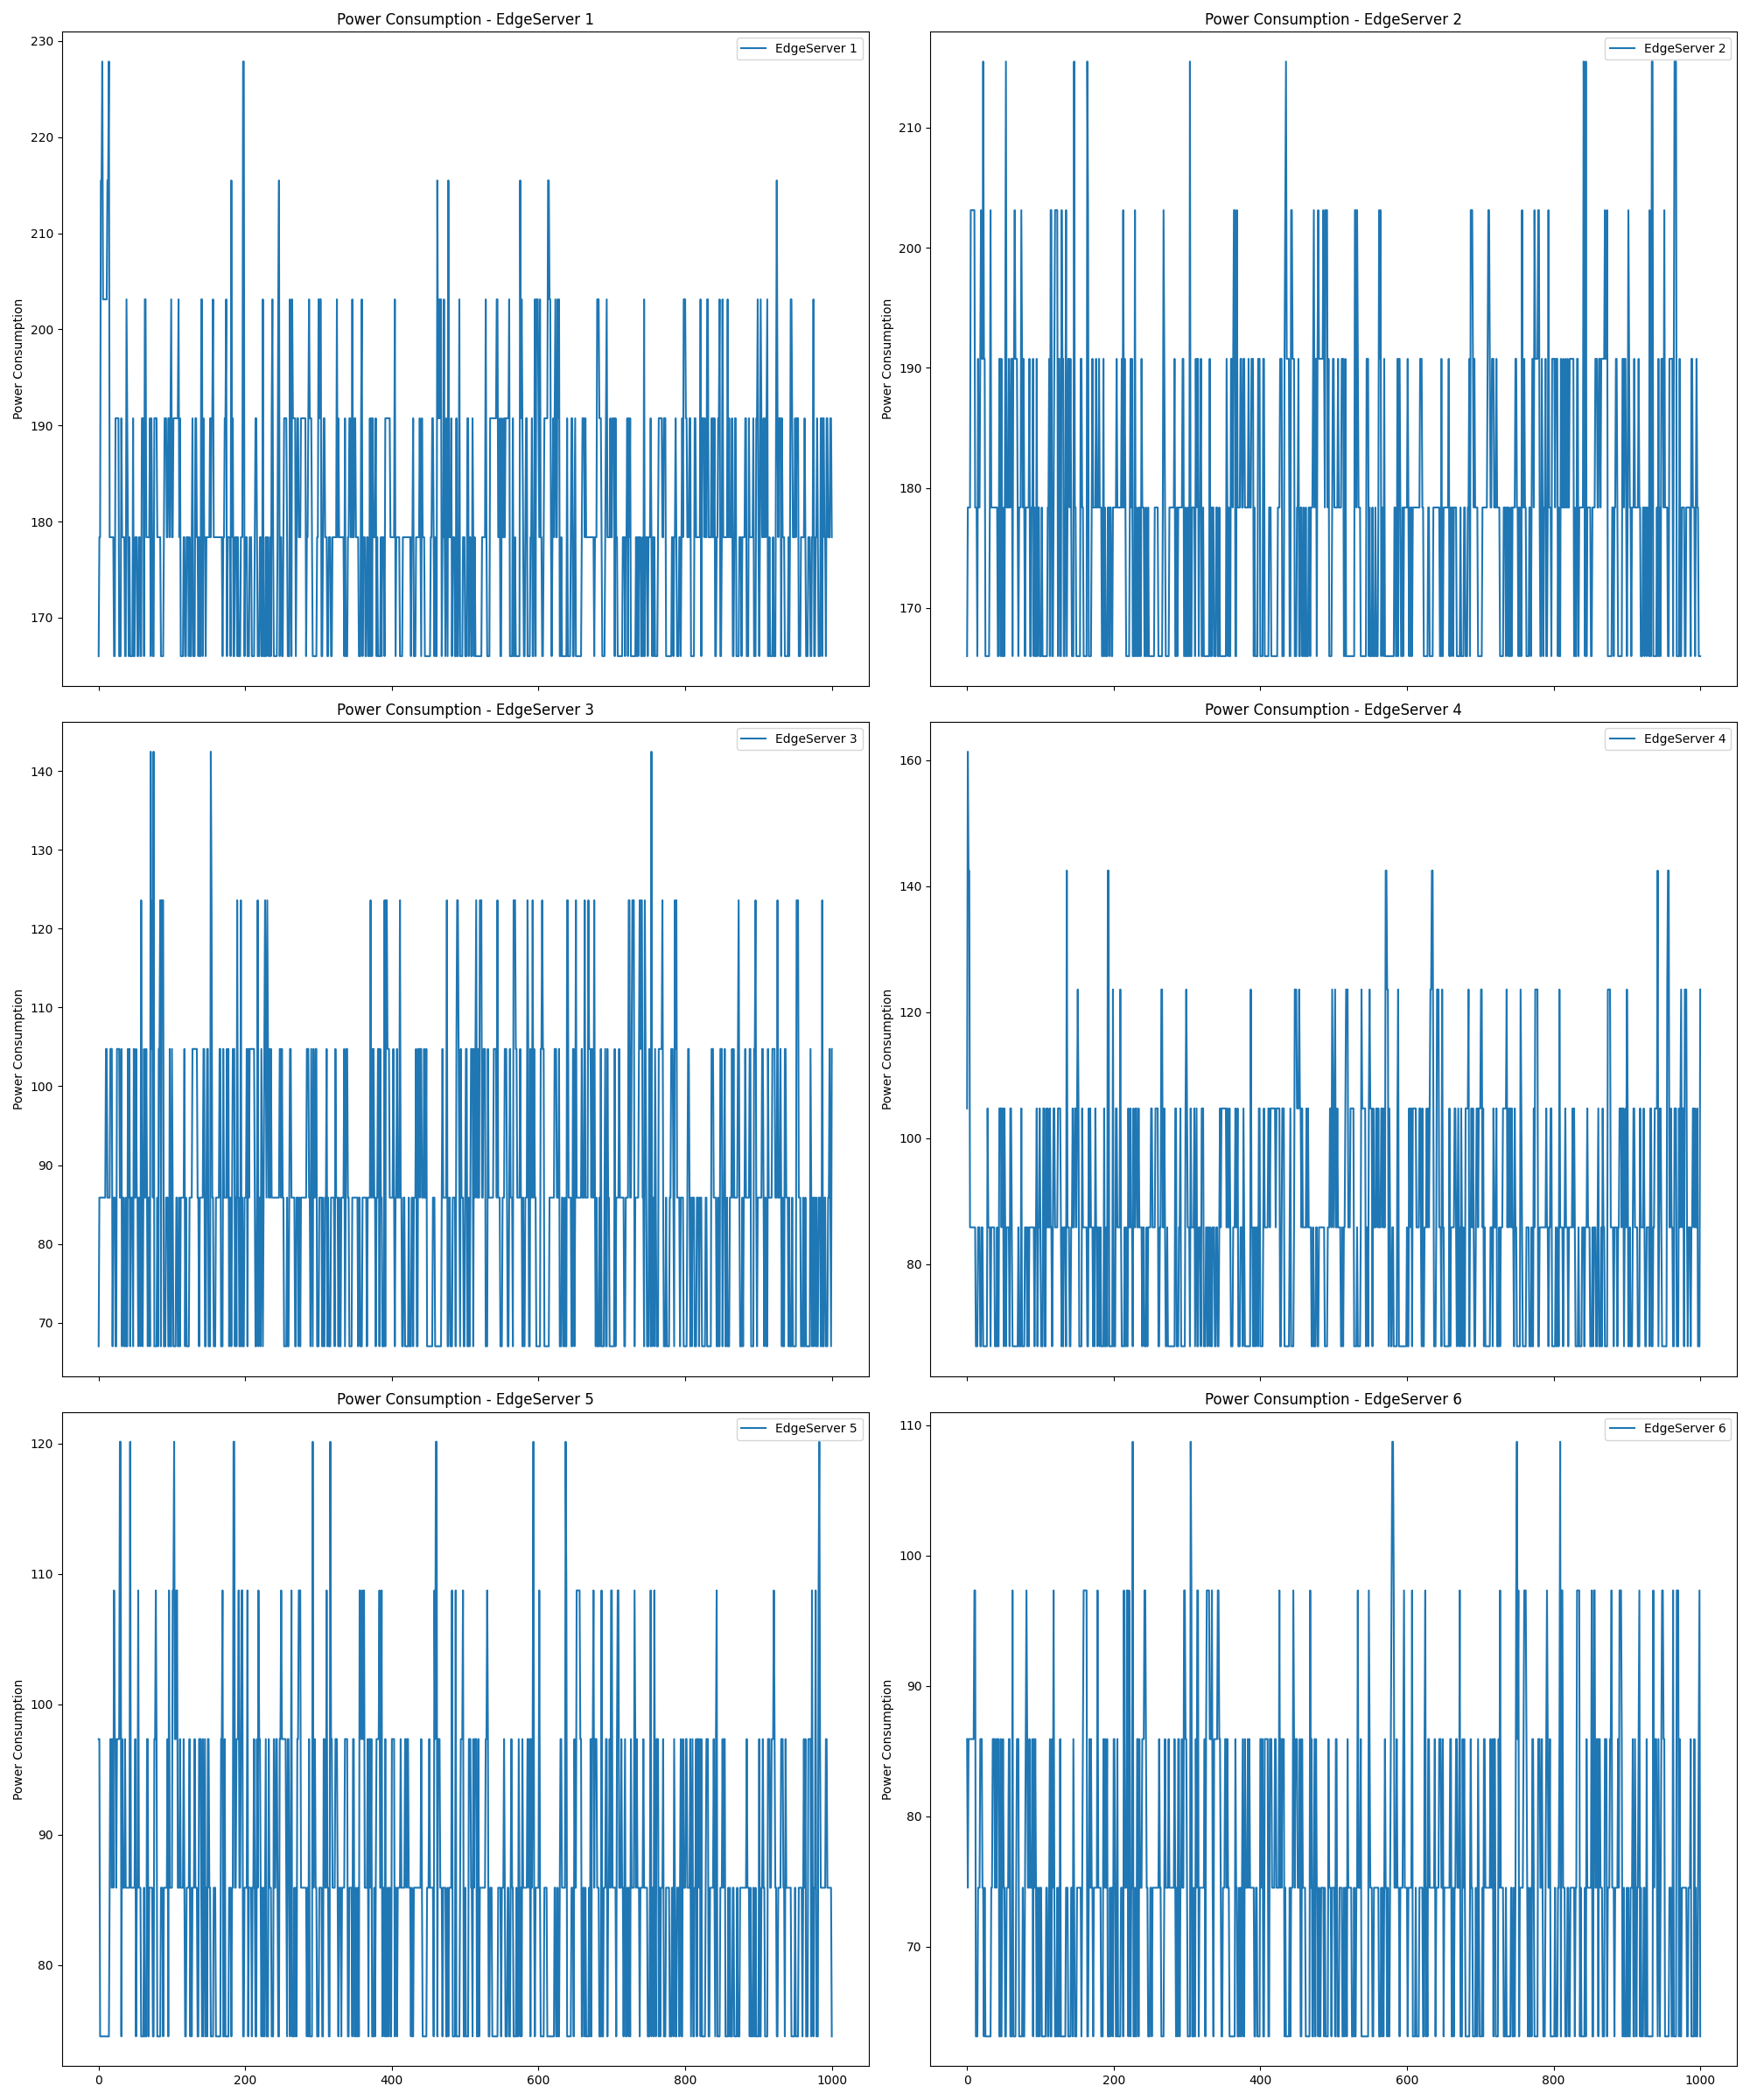 Power Consumption - EdgeServer 1
EdgeServer 1
230
220
210
200
190
180
170
Power Consumption
Power Consumption - EdgeServer 2
EdgeServer 2
210
200
190
180
170
Power Consumption
Power Consumption - EdgeServer 3
EdgeServer 3
140
130
120
110
100
90
80
70
Power Consumption
Power Consumption - EdgeServer 4
EdgeServer 4
160
140
120
100
80
Power Consumption
Power Consumption - EdgeServer 5
EdgeServer 5
120
110
100
90
80
Power Consumption
0 200 400 600 800 1000
Power Consumption - EdgeServer 6
EdgeServer 6
110
100
90
80
70
Power Consumption
0 200 400 600 800 1000